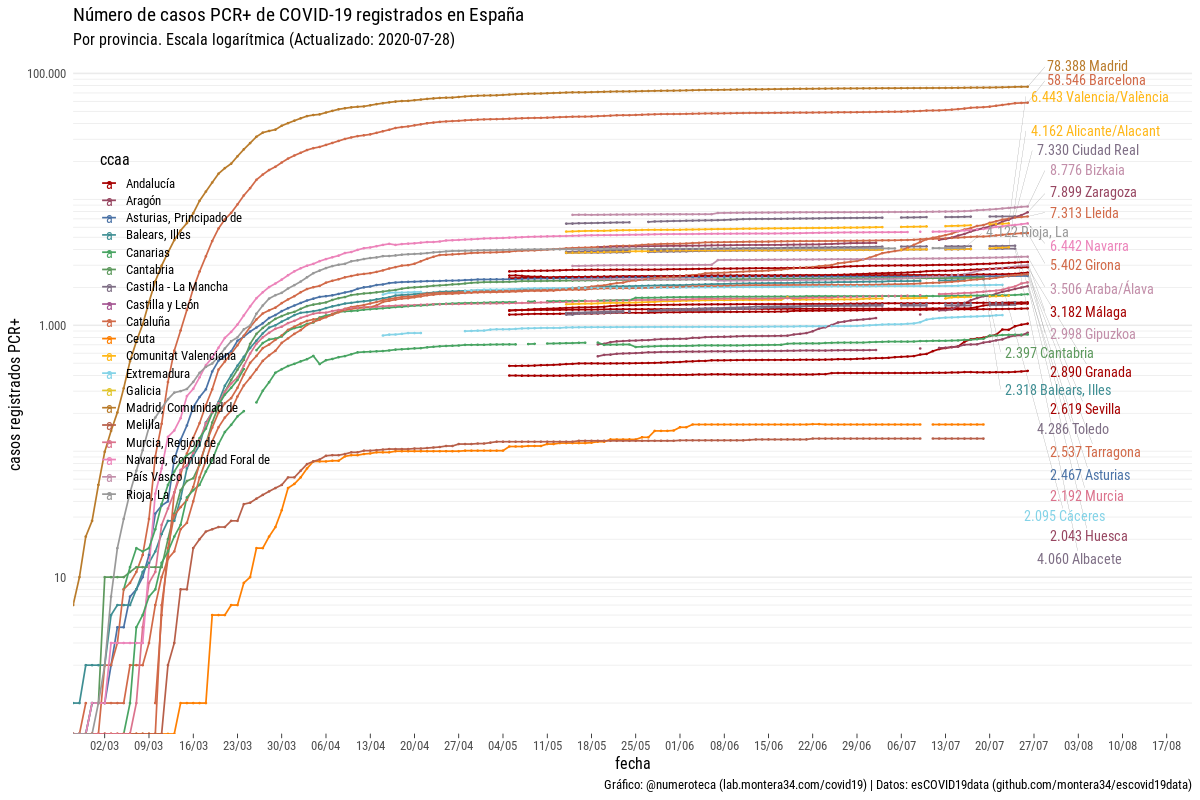 Número de casos PCR+ de COVID-19 registrados en España
Por provincia. Escala logarítmica (Actualizado: 2020-07-28)
casos registrados PCR+
100.000
1.000
10
ccaa
Andalucía
Aragón
Asturias, Principado de
Balears, Illes
Canarias
Cantabria
Castilla - La Mancha
Castilla y León
Cataluña
Ceuta
Comunitat Valenciana
Extremadura
Galicia
Madrid, Comunidad de
Melilla
Murcia, Región de
Navarra, Comunidad Foral de
País Vasco
Rioja, La
78.388 Madrid
58.546 Barcelona
6.443 Valencia/València
4.162 Alicante/Alacant
7.330 Ciudad Real
8.776 Bizkaia
7.899 Zaragoza
7.313 Lleida
Rioja, La
6.442 Navarra
5.402 Girona
3.506 Araba/Álava
3.182 Málaga
2.998 Gipuzkoa
2.397 Cantabria
2.890 Granada
2.318 Balears, Illes
2.619 Sevilla
4.286 Toledo
2.537 Tarragona
2.467 Asturias
2.192 Murcia
2.095 Cáceres
2.043 Huesca
4.060 Albacete
02/03 09/03 16/03 23/03 30/03 06/04 13/04 20/04 27/04 04/05 11/05 18/05 25/05 01/06 08/06 15/06 22/06 29/06 06/07 13/07 20/07 27/07 03/08 10/08 17/08
fecha
Gráfico: @numeroteca (lab.montera34.com/covid19) | Datos: esCOVID19data (github.com/montera34/escovid19data)